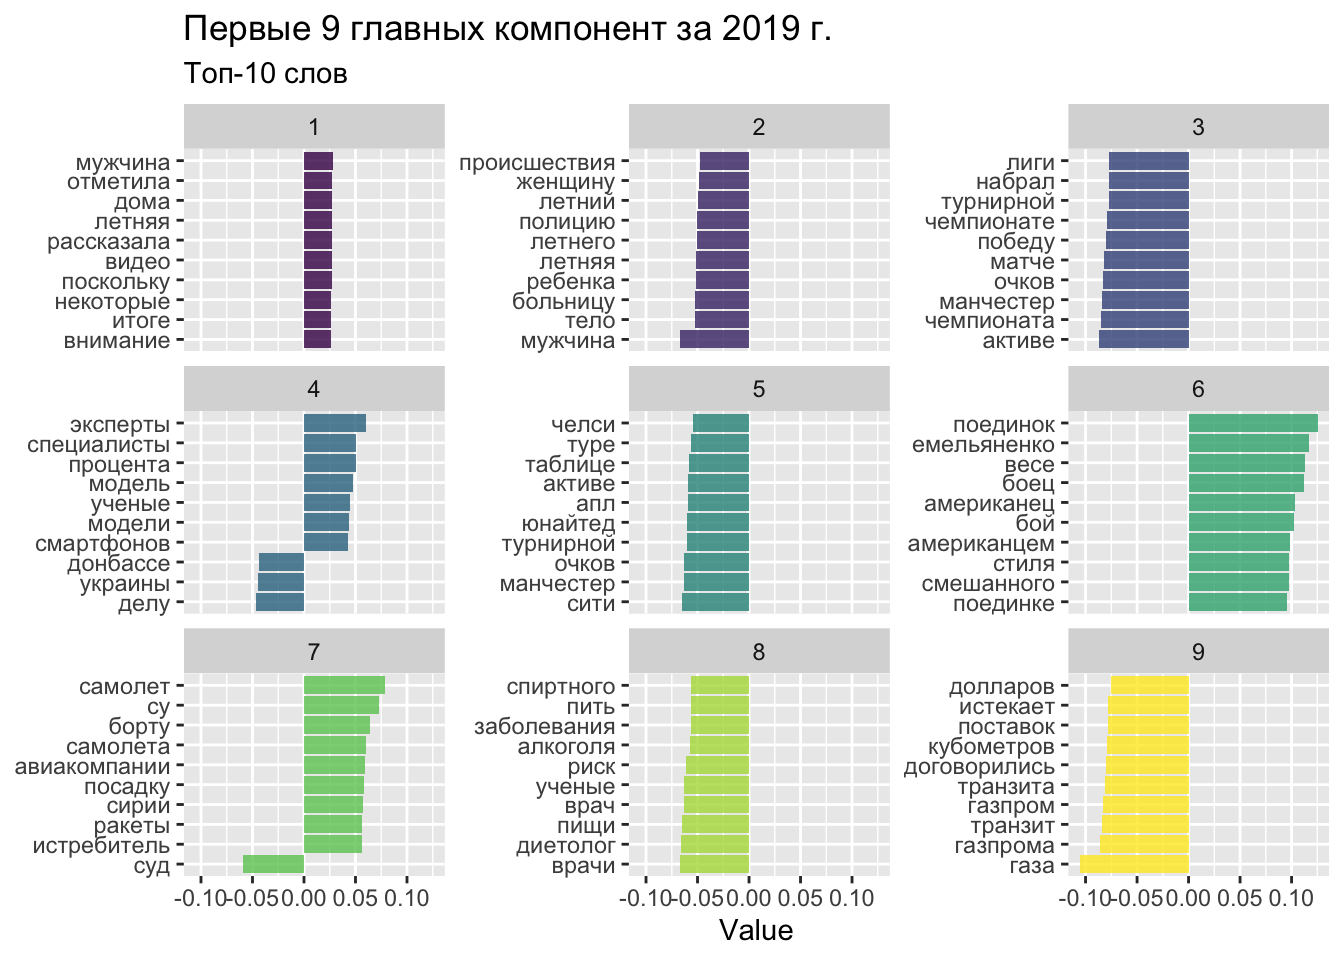 Первые 9 главных компонент за 2019 г.
Топ-10 слов
1
мужчина
отметила
дома
летняя
рассказала
видео
поскольку
некоторые
итоге
внимание
2
происшествия
женщину
летний
полицию
летнего
летняя
ребенка
больницу
тело
мужчина
3
лиги
набрал
турнирной
чемпионате
победу
матче
очков
манчестер
чемпионата
активе
4
эксперты
специалисты
процента
модель
ученые
модели
смартфонов
донбассе
украины
делу
5
челси
туре
таблице
активе
апл
юнайтед
турнирной
очков
манчестер
сити
6
поединок
емельяненко
весе
боец
американец
бой
американцем
стиля
смешанного
поединке
7
самолет
су
борту
самолета
авиакомпании
посадку
сирии
ракеты
истребитель
суд
8
спиртного
пить
заболевания
алкоголя
риск
ученые
врач
пищи
диетолог
врачи
9
долларов
истекает
поставок
кубометров
договорились
транзита
газпром
транзит
газпрома
газа
-0.10 -0.05 0.00 0.05 0.10
-0.10 -0.05 0.00 0.05 0.10
-0.10 -0.05 0.00 0.05 0.10
Value